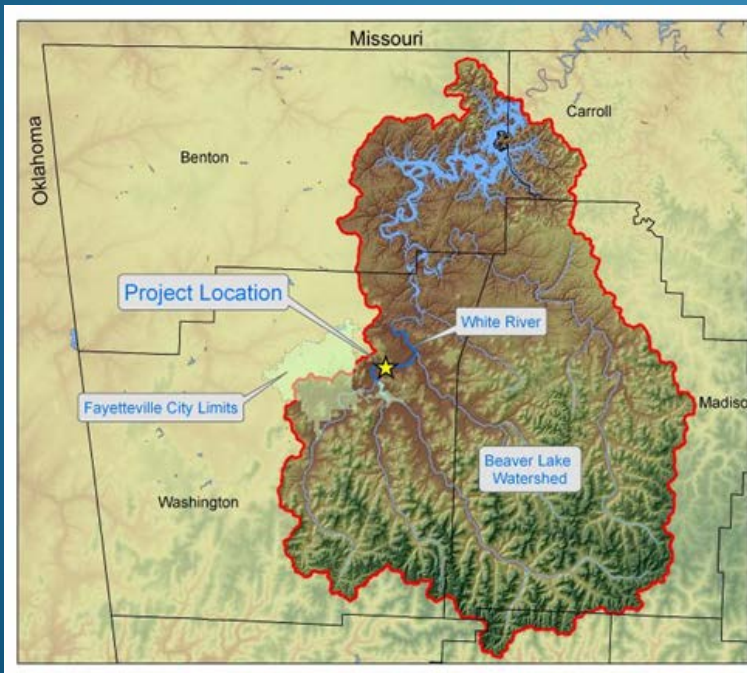 Missouri
Oklahoma
Carroll
Benton
Project Location
White River
Fayetteville City Limits
Madiso
Beaver Lake
Watershed
Washington